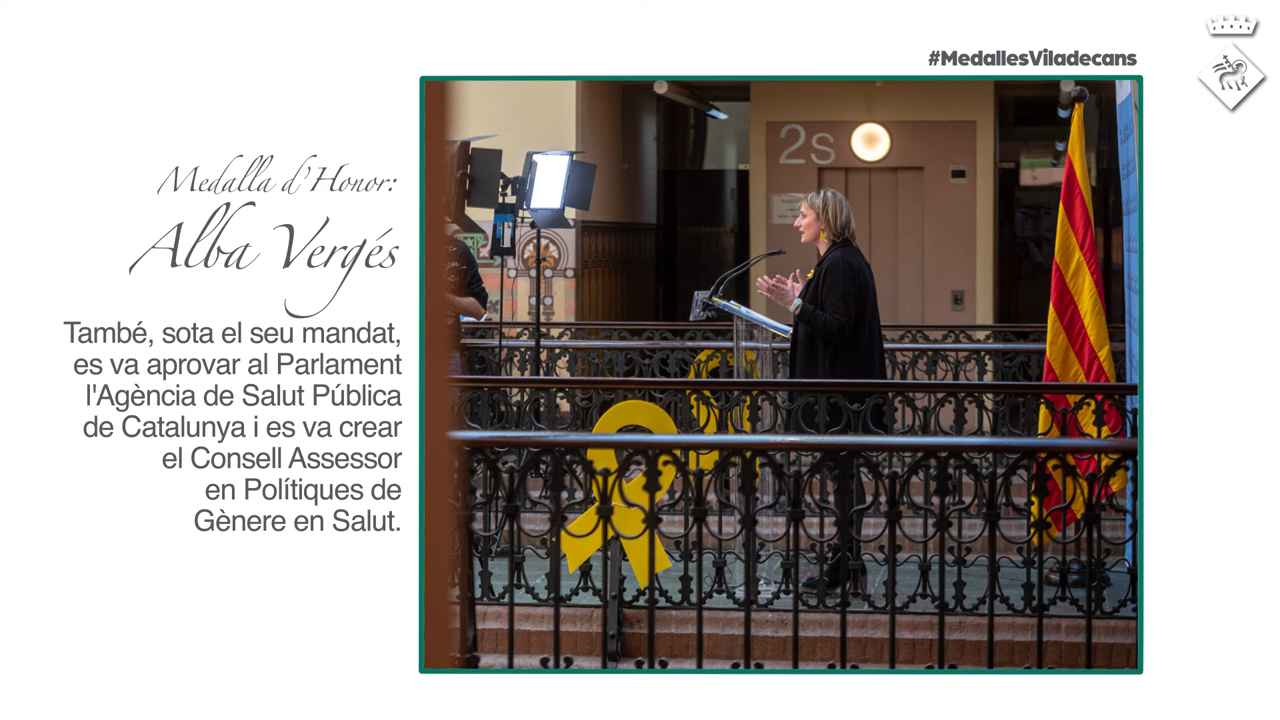 #MedallesViladecans
Medalla d'Honor:
Alba Vergés
També, sota el seu mandat,
es va aprovar al Parlament
l'Agència de Salut Pública
de Catalunya i es va crear
el Consell Assessor
en Polítiques de
Gènere en Salut.
2s